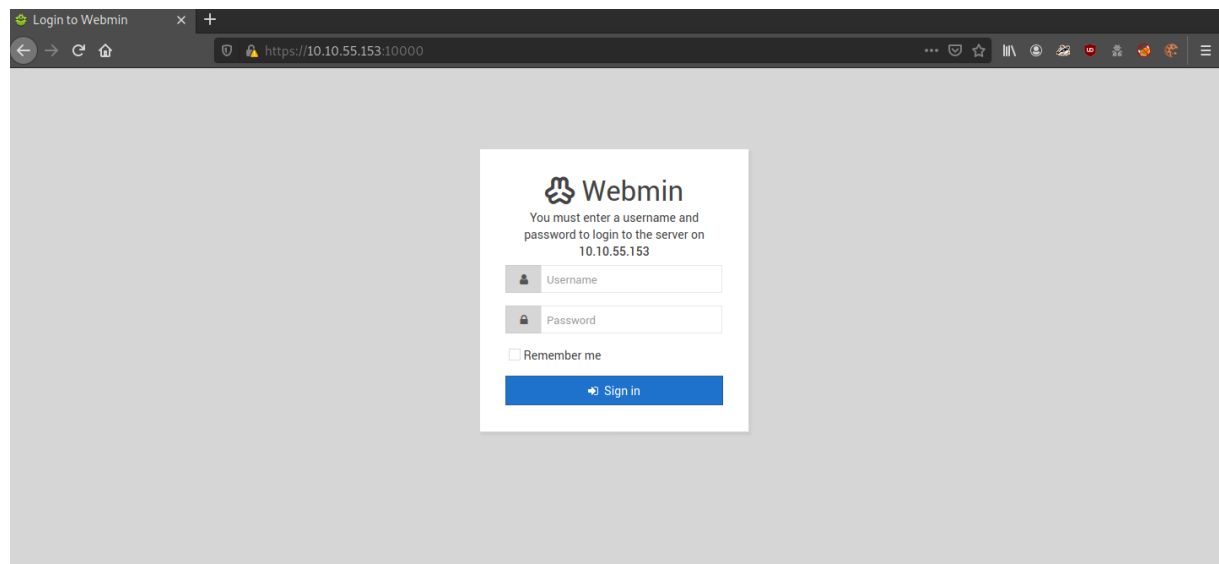 Login to Webmin
https://10.10.55.153:10000
Webmin
You must enter a username and
password to login to the server on
10.10.55.153
Username
Password
Remember me
Sign in